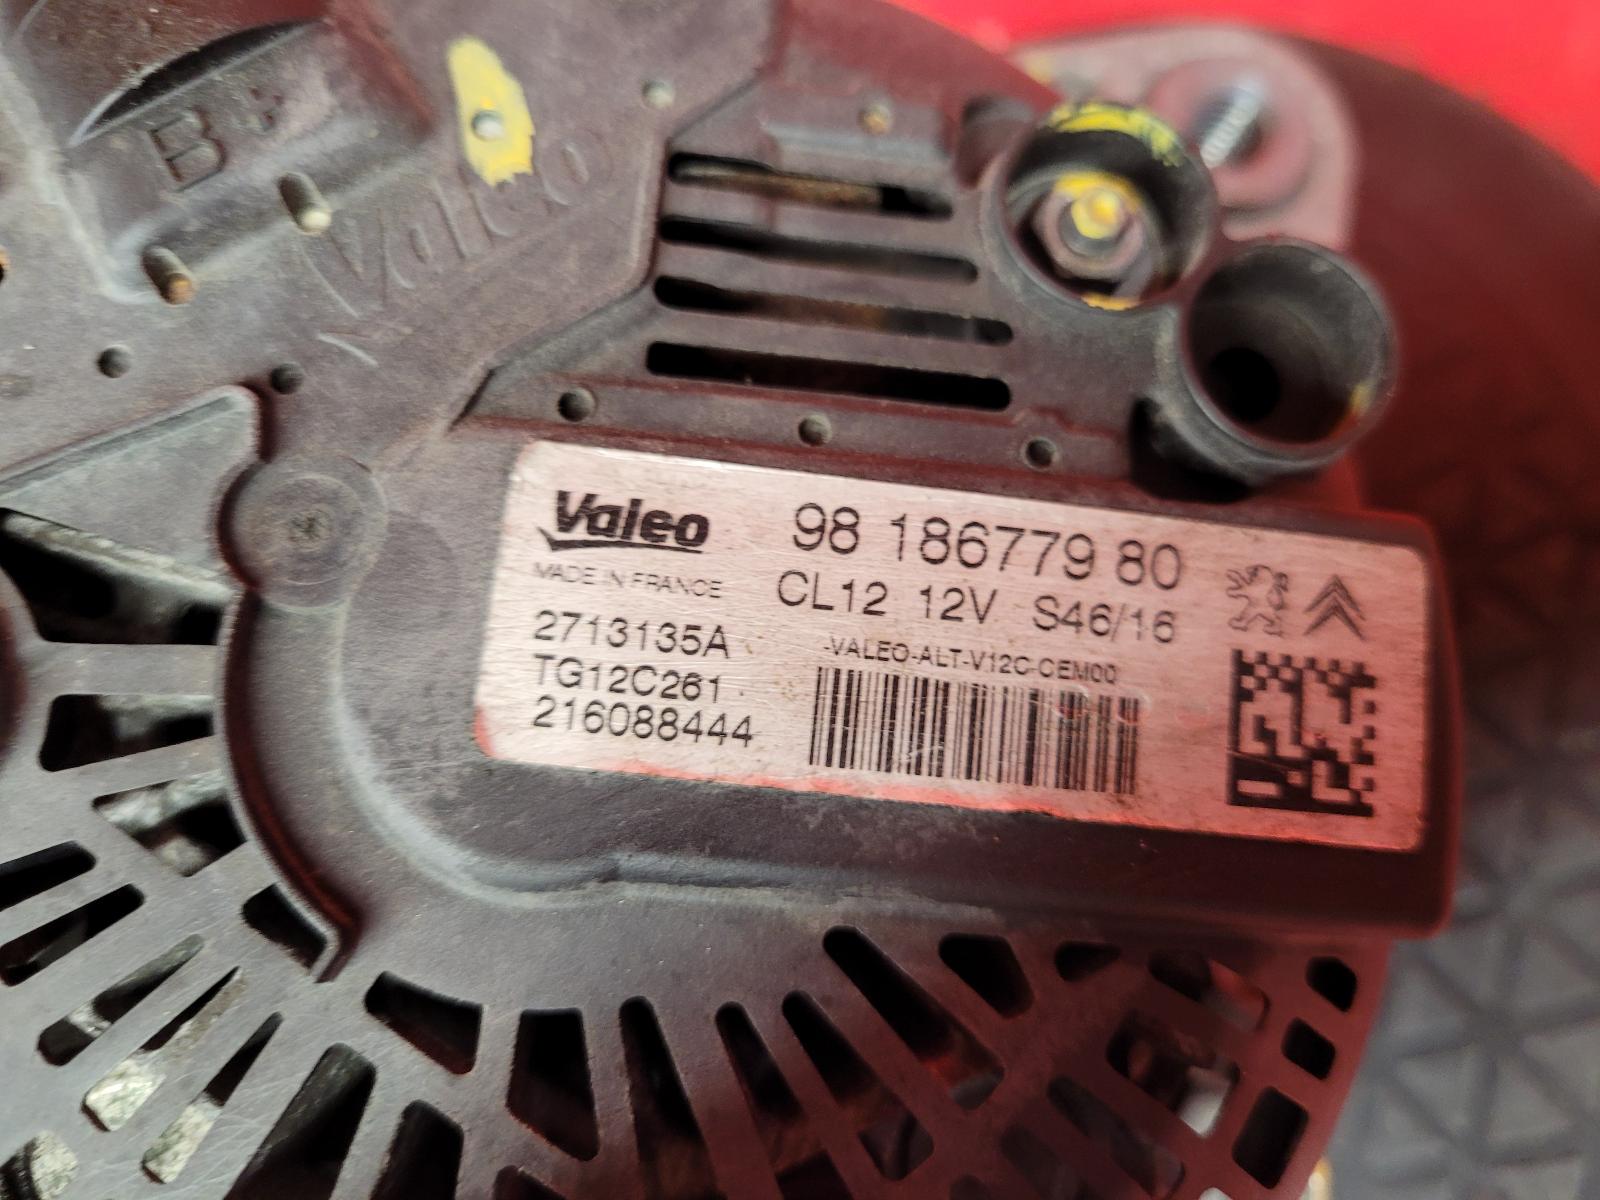 B+
Valeo
Valeo
MADE IN FRANCE
98 186779 80
CL12 12V S46/16
2713135A
TG12C261
216088444
-VALEO-ALT-V12C-CEM00